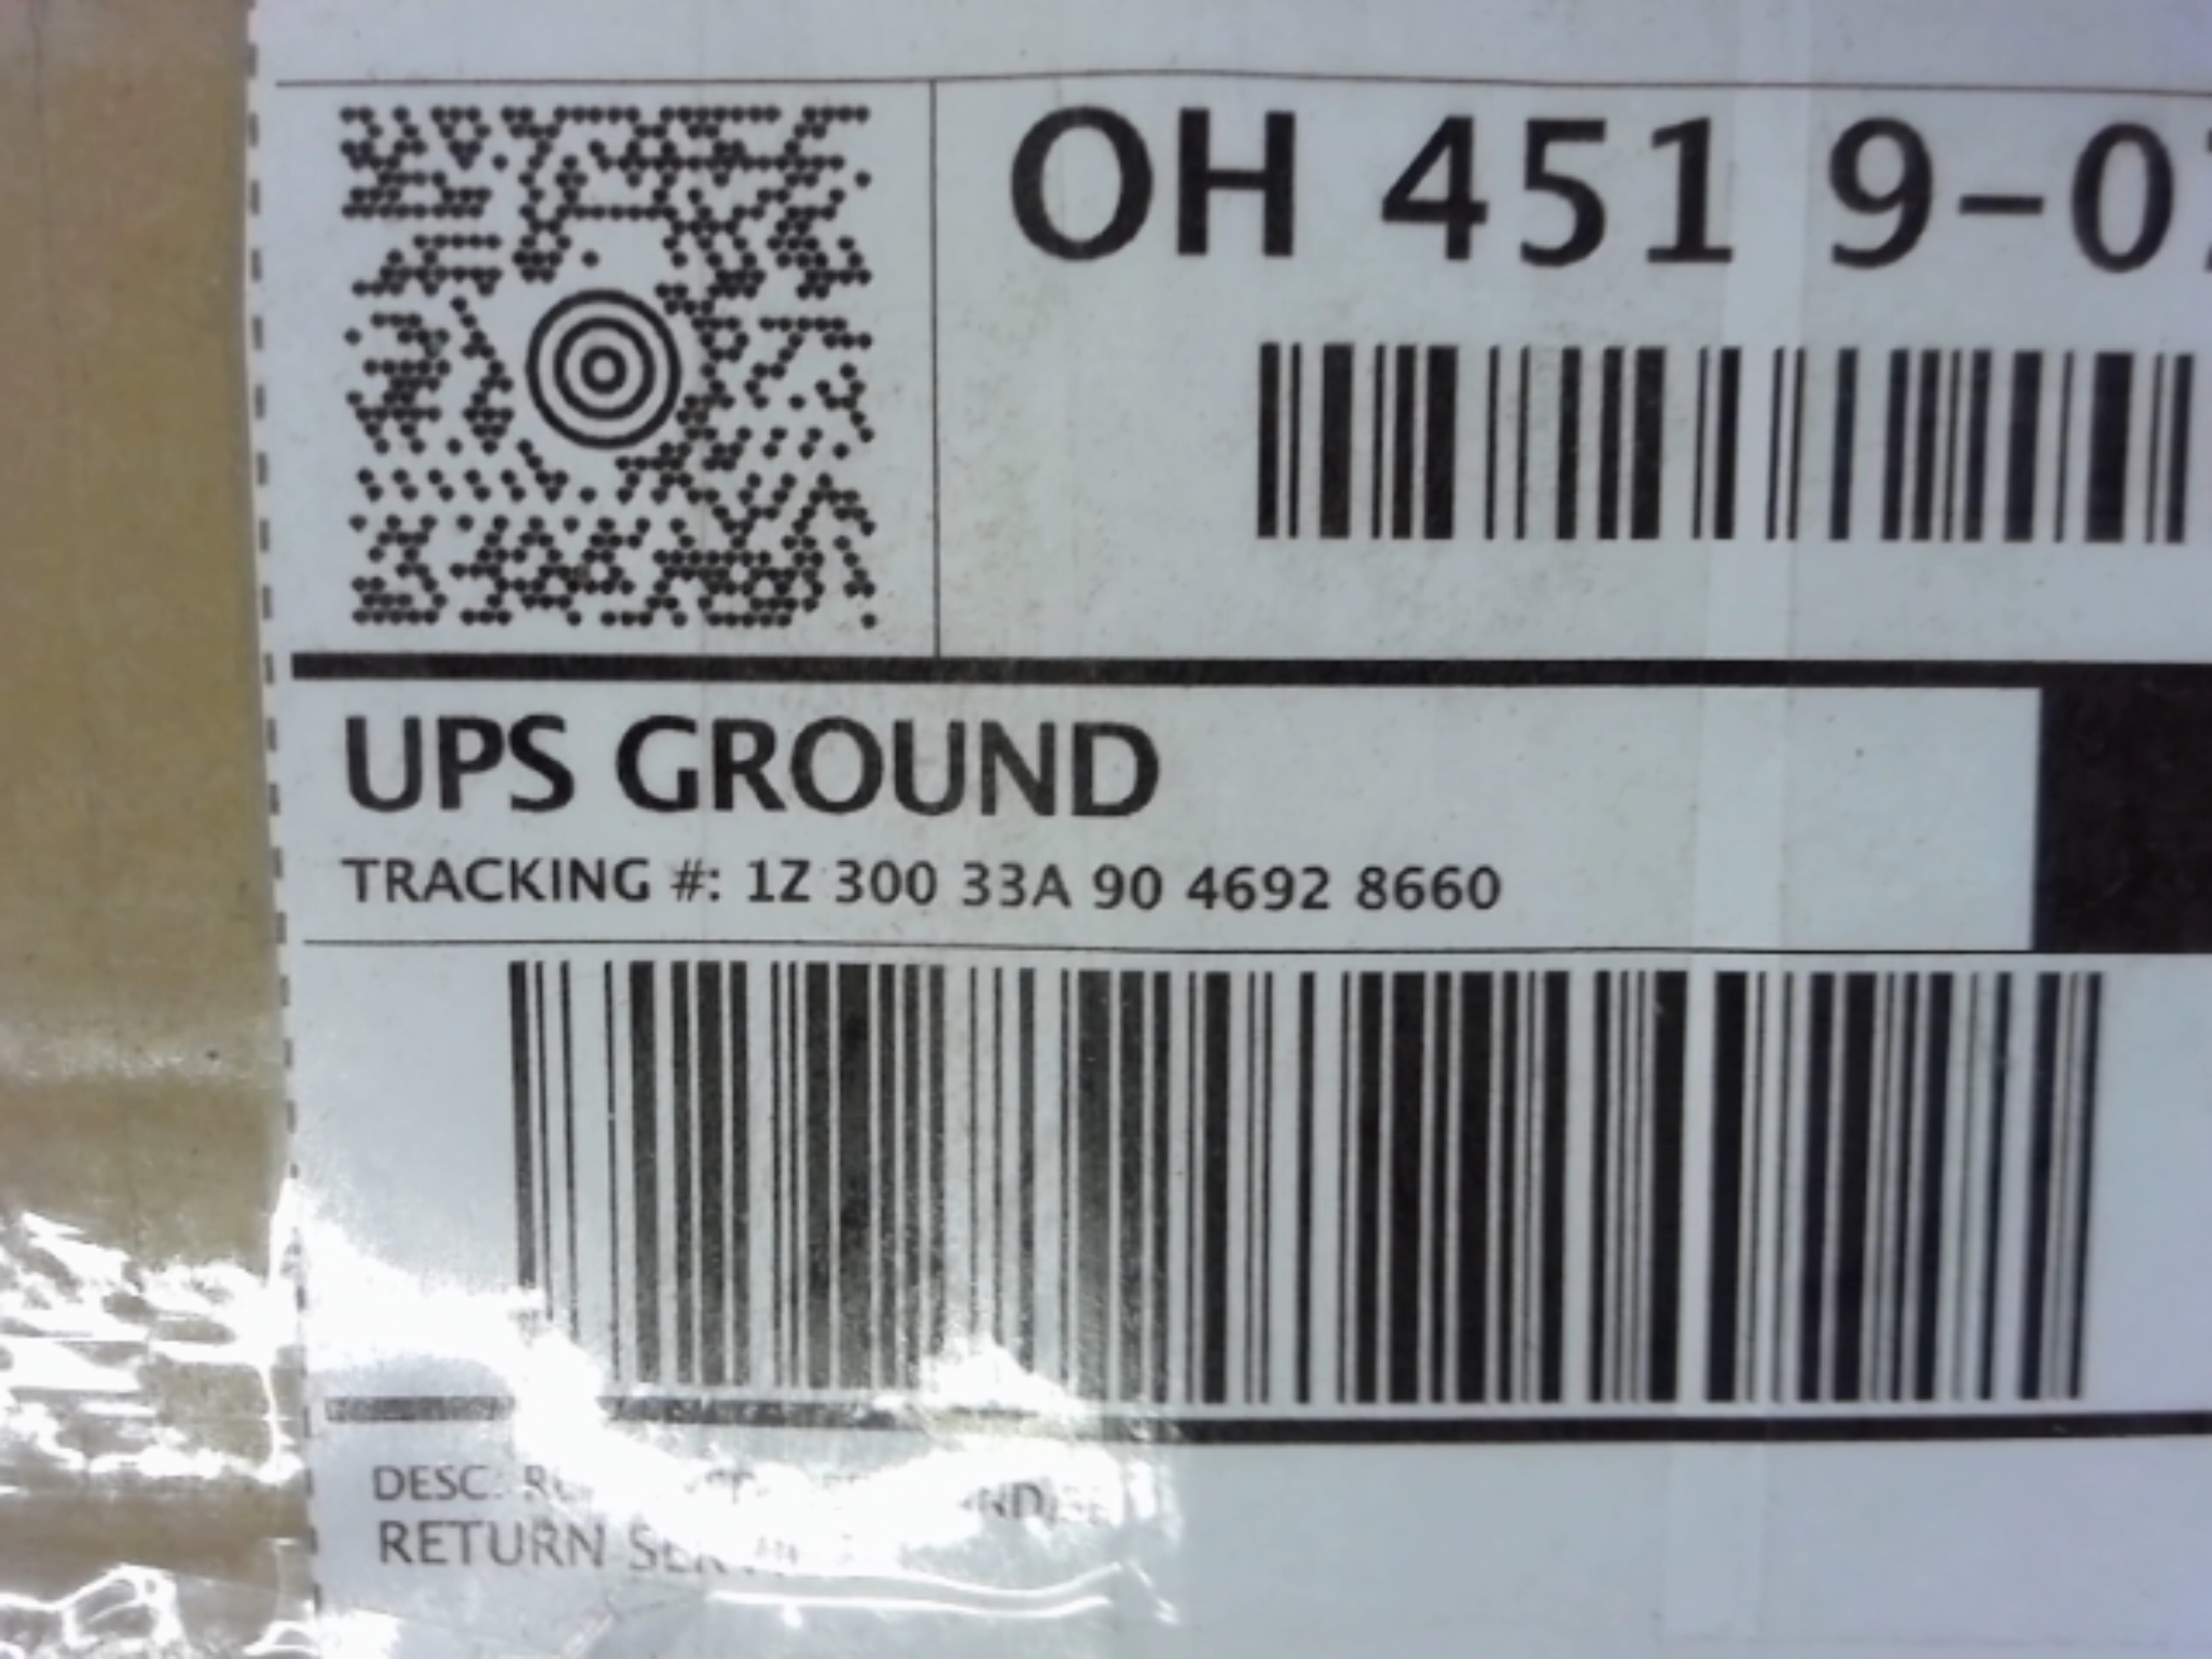 OH 451 9-0
UPS GROUND
TRACKING #: 1Z 300 33A 90 4692 8660
DESC:
RETURN